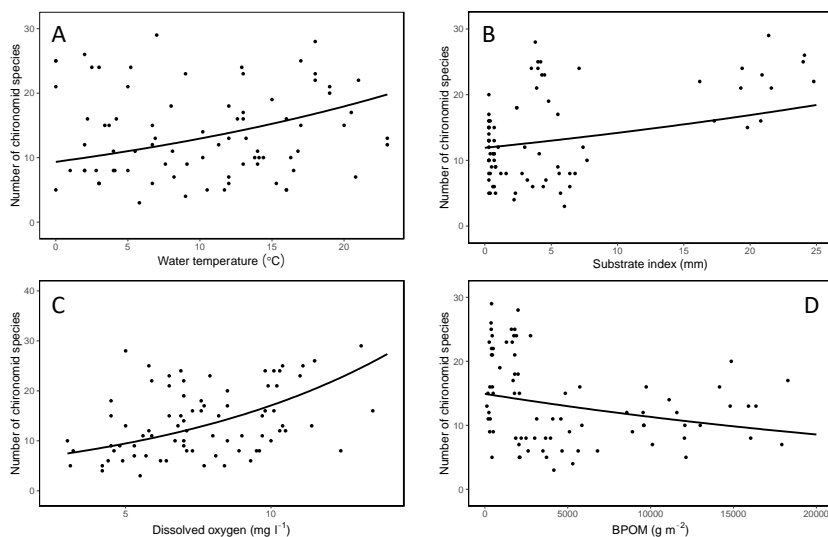 A
Number of chironomid species
30
20
10
0
0
5
10
15
20
Water temperature (°C)
B
Number of chironomid species
30
20
10
0
0
5
10
15
20
25
Substrate index (mm)
C
Number of chironomid species
40
30
20
10
0
5
10
Dissolved oxygen (mg l⁻¹)
D
Number of chironomid species
30
20
10
0
0
5000
10000
15000
20000
BPOM (g m⁻²)